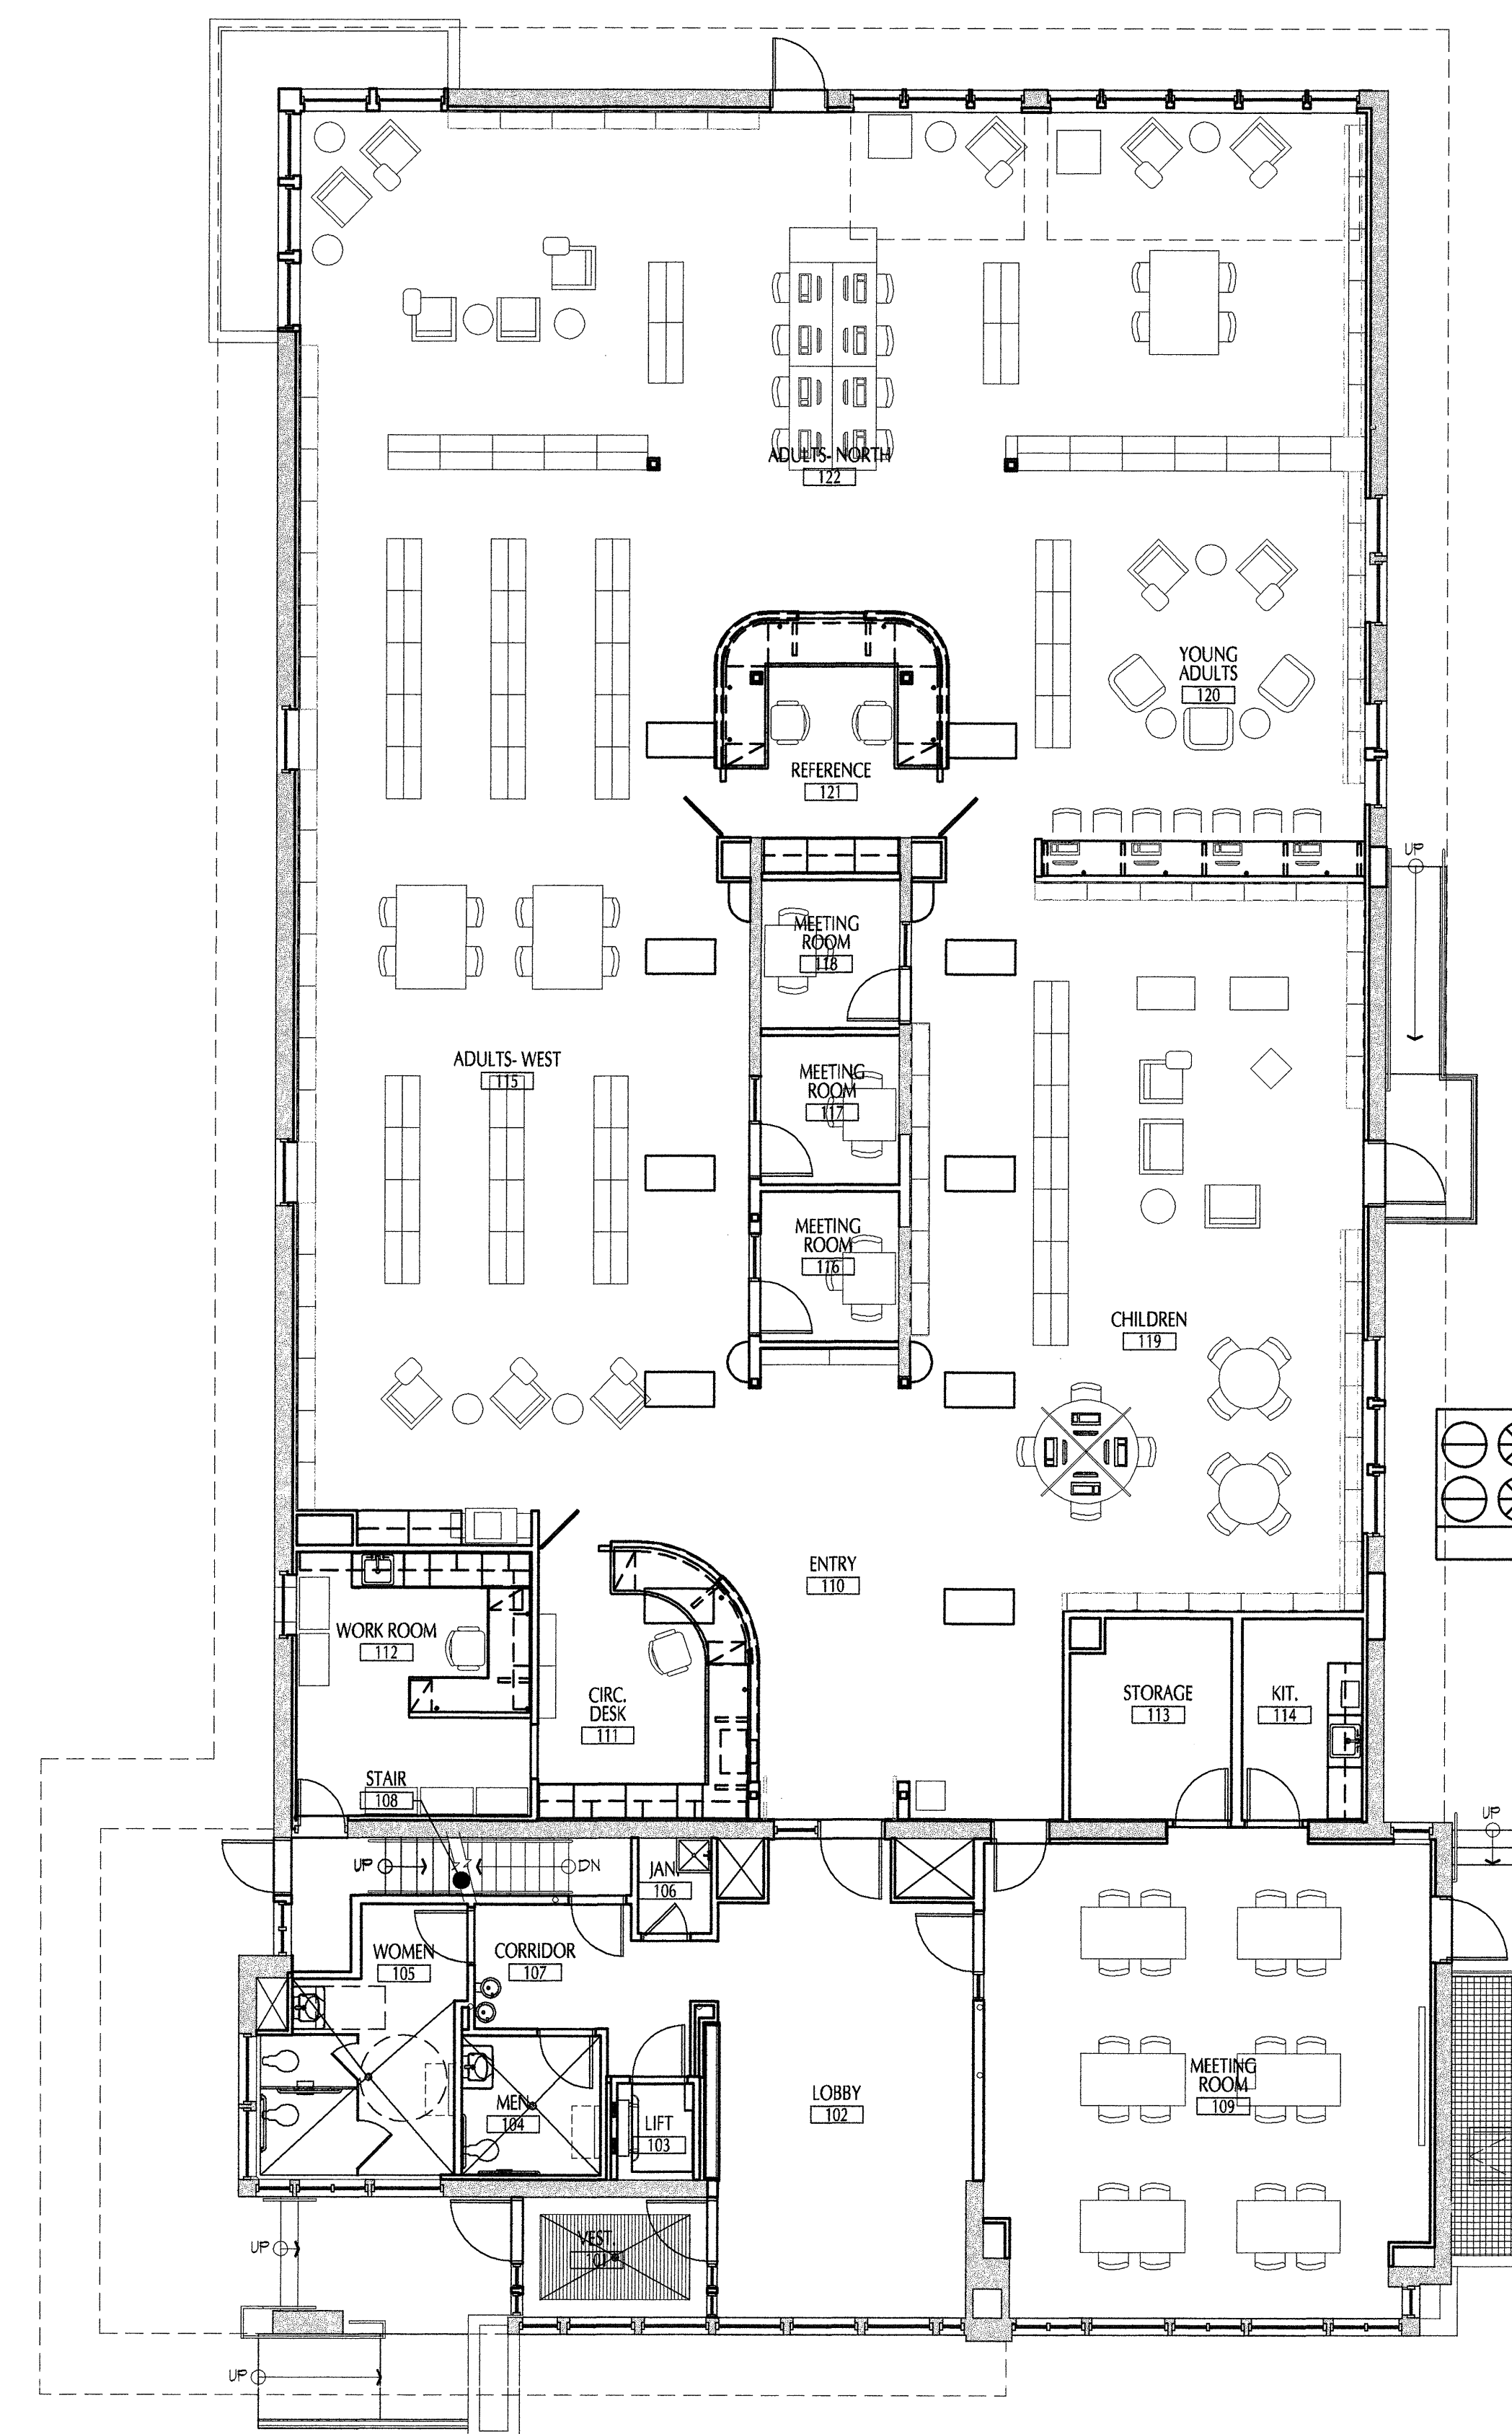 ADULTS- NORTH
122
YOUNG
ADULTS
120
REFERENCE
121
UP
MEETING
ROOM
118
ADULTS- WEST
115
MEETING
ROOM
117
MEETING
ROOM
116
CHILDREN
119
ENTRY
110
WORK ROOM
112
CIRC.
DESK
111
STORAGE
113
KIT.
114
STAIR
108
UP
UP
DN
JAN.
106
WOMEN
105
CORRIDOR
107
MEETING
ROOM
109
LOBBY
102
MEN
104
LIFT
103
UP
VEST.
101
UP